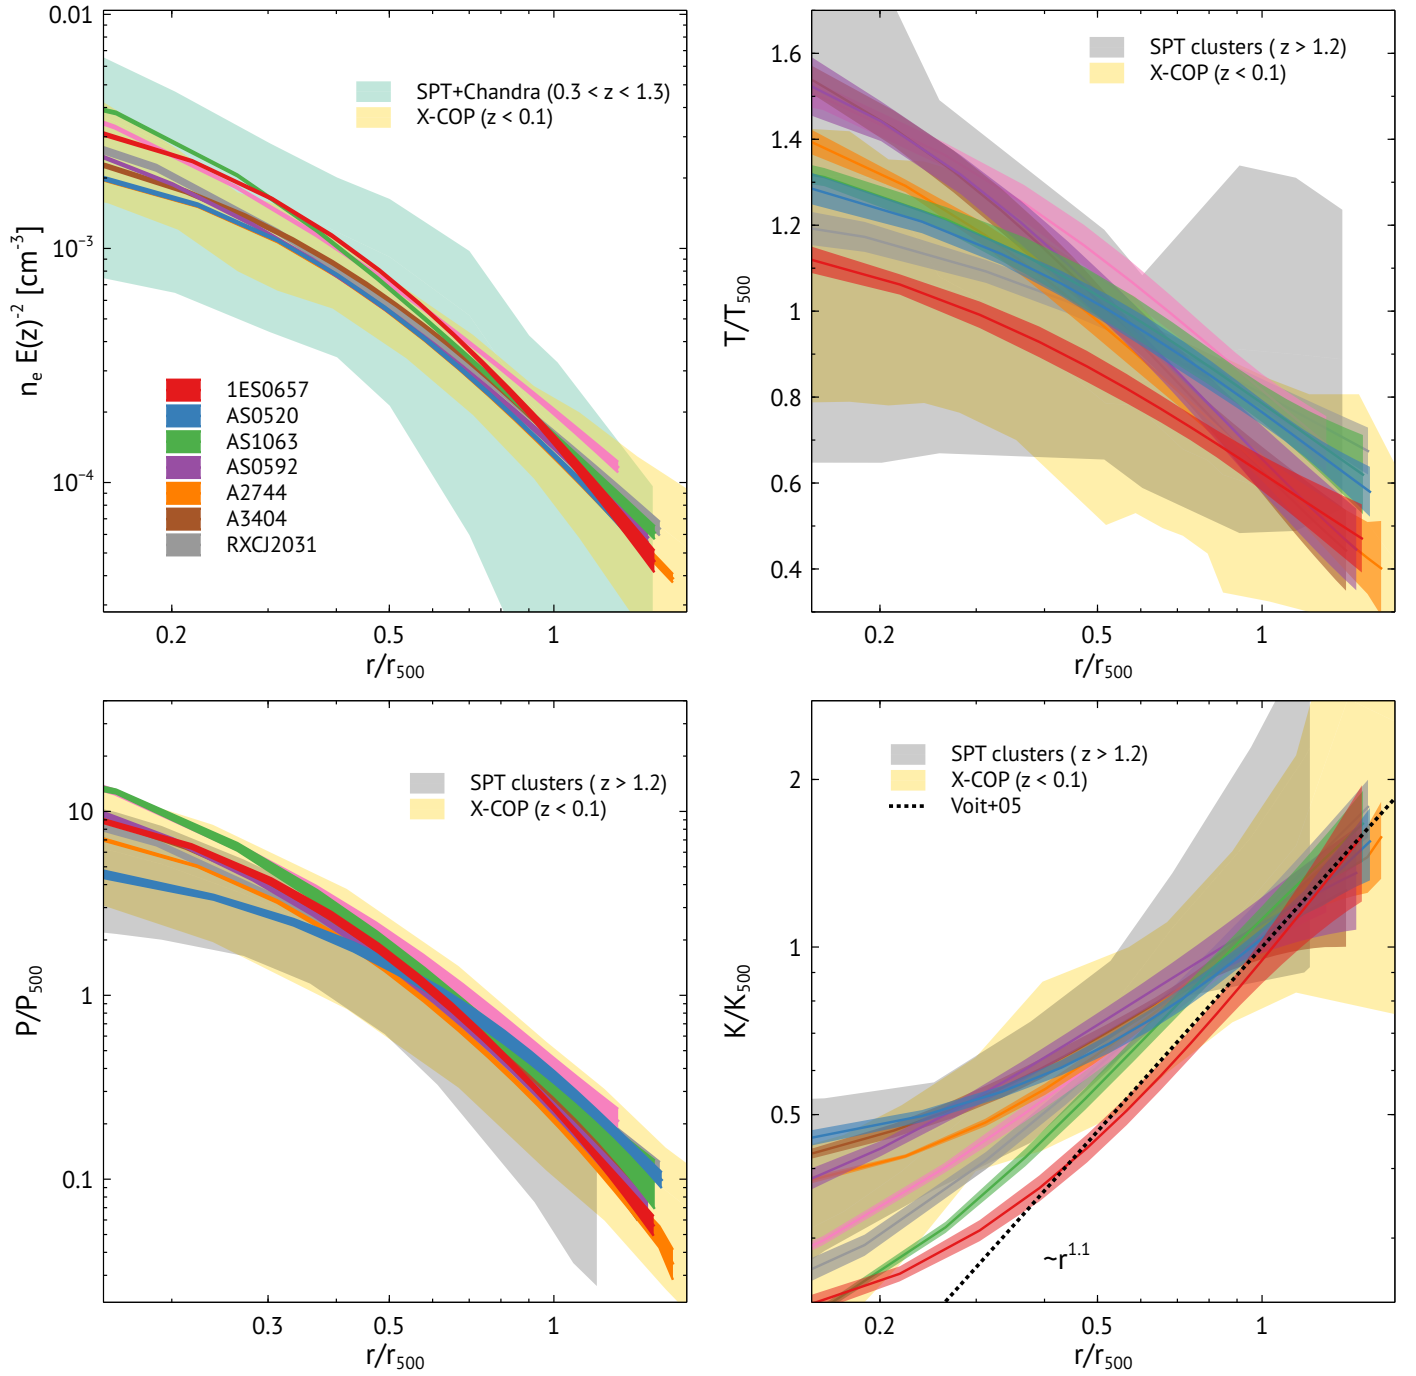 0.01
10⁻³
10⁻⁴
n_e E(z)⁻² [cm⁻³]
SPT+Chandra (0.3 < z < 1.3)
X-COP (z < 0.1)
1ES0657
AS0520
AS1063
AS0592
A2744
A3404
RXCJ2031
0.2 0.5 1
r/r₅₀₀
1.6
1.4
1.2
1
0.8
0.6
0.4
T/T₅₀₀
SPT clusters ( z > 1.2)
X-COP (z < 0.1)
0.2 0.5 1
r/r₅₀₀
10
1
0.1
P/P₅₀₀
SPT clusters ( z > 1.2)
X-COP (z < 0.1)
0.3 0.5 1
r/r₅₀₀
2
1
0.5
K/K₅₀₀
SPT clusters ( z > 1.2)
X-COP (z < 0.1)
Voit+05
~r¹·¹
0.2 0.5 1
r/r₅₀₀